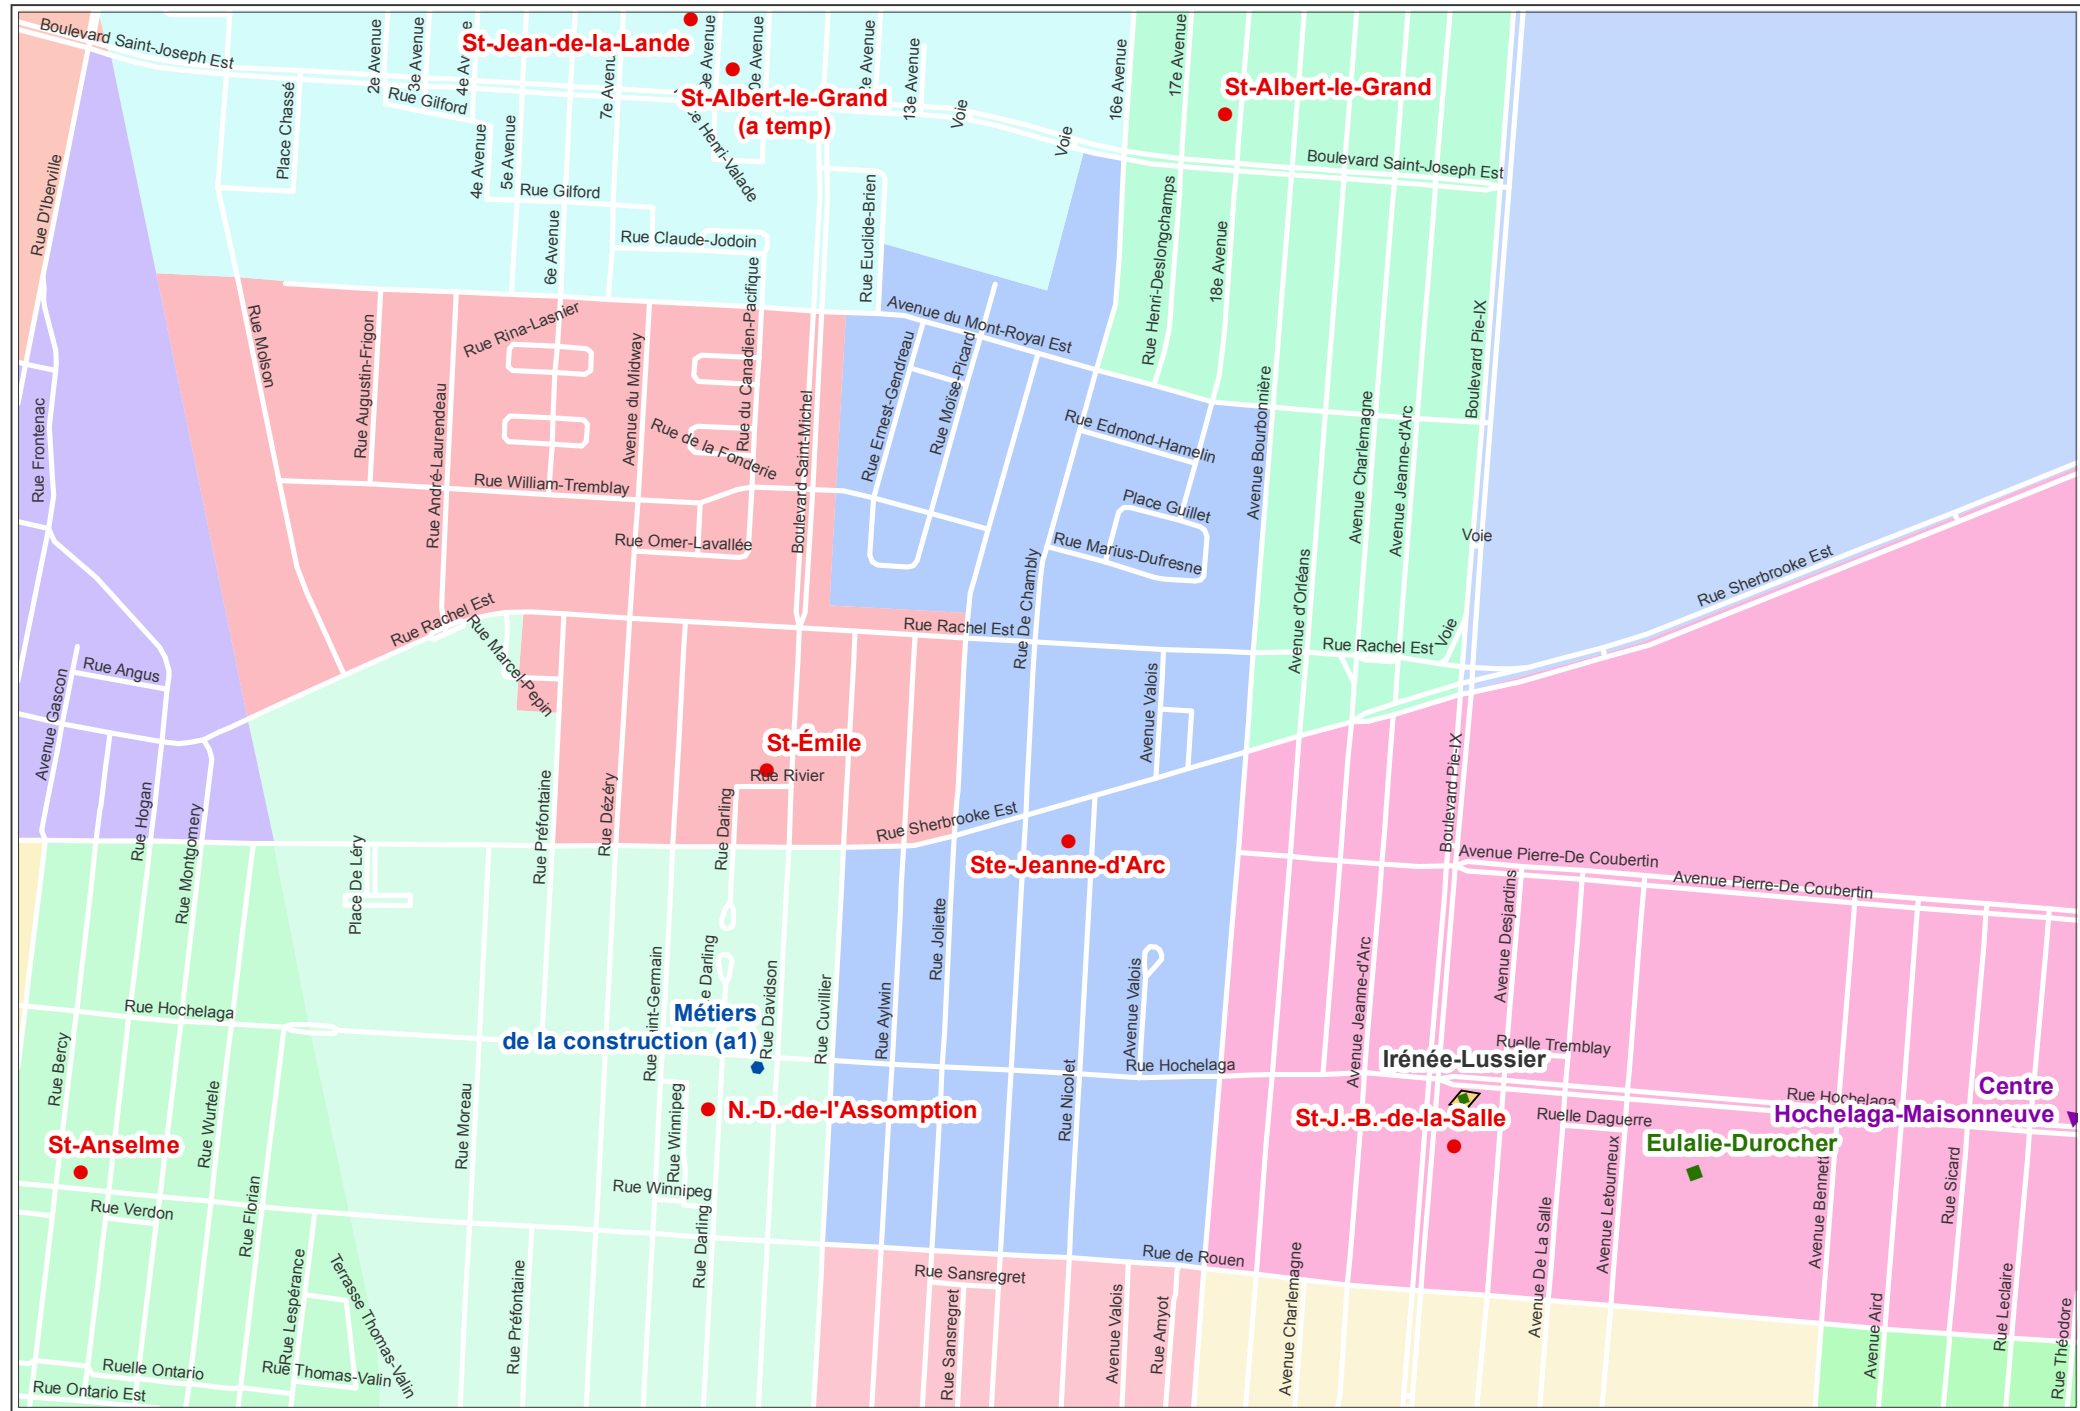 Boulevard Saint-Joseph Est
2e Avenue
3e Avenue
St-Jean-de-la-Lande
13e Avenue
16e Avenue
17e Avenue
St-Albert-le-Grand
(a temp)
St-Albert-le-Grand
Rue Gilford
Place Chassé
4e Avenue
5e Avenue
Voie
Voie
Boulevard Saint-Joseph Est
Rue D'Iberville
Rue Gilford
Rue Claude-Jodoin
6e Avenue
Rue Euclide-Brien
Rue Henri-Deslongchamps
18e Avenue
Rue Molson
Rue Augustin-Frigon
Rue Rina-Lasnier
Rue André-Laurendeau
Avenue du Midway
Rue du Canadien-Pacifique
Boulevard Saint-Michel
Avenue du Mont-Royal Est
Rue Ernest-Gendreau
Rue Moïse-Picard
Boulevard Pie-IX
Avenue Bourbonnière
Avenue Charlemagne
Avenue Jeanne-d'Arc
Rue Frontenac
Rue de la Fonderie
Rue Edmond-Hamelin
Rue William-Tremblay
Place Guillet
Rue Omer-Lavallée
Rue Marius-Dufresne
Voie
Rue Sherbrooke Est
Rue De Chambly
Avenue d'Orléans
Rue Rachel Est
Rue Marcel-Pepin
Rue Rachel Est
Rue Rachel Est
Voie
Rue Angus
Avenue Gascon
Avenue Valois
St-Émile
Rue Rivier
Boulevard Pie-IX
Rue Hogan
Rue Montgomery
Rue Préfontaine
Rue Dézéry
Rue Darling
Rue Sherbrooke Est
Ste-Jeanne-d'Arc
Avenue Pierre-De Coubertin
Avenue Pierre-De Coubertin
Place De Léry
Avenue Desjardins
Rue Joliette
Rue Davidson
Rue Cuvillier
Rue Aylwin
Avenue Valois
Avenue Jeanne-d'Arc
Rue Hochelaga
Métiers
de la construction (a1)
Rue Hochelaga
Ruelle Tremblay
Irénée-Lussier
Rue Bercy
Rue Wurtele
Rue Moreau
Rue Winnipeg
N.-D.-de-l'Assomption
Rue Nicolet
St-J.-B.-de-la-Salle
Rue Hochelaga
Centre
Hochelaga-Maisonneuve
Ruelle Daguerre
Eulalie-Durocher
St-Anselme
Rue Verdon
Rue Florian
Rue Winnipeg
Rue Darling
Rue de Rouen
Avenue De La Salle
Avenue Letourneux
Rue Sicard
Rue Lespérance
Terrasse Thomas-Valin
Rue Préfontaine
Rue Sansregret
Rue Sansregret
Avenue Valois
Rue Amyot
Avenue Charlemagne
Avenue Aird
Rue Leclaire
Rue Théodore
Ruelle Ontario
Rue Thomas-Valin
Rue Ontario Est